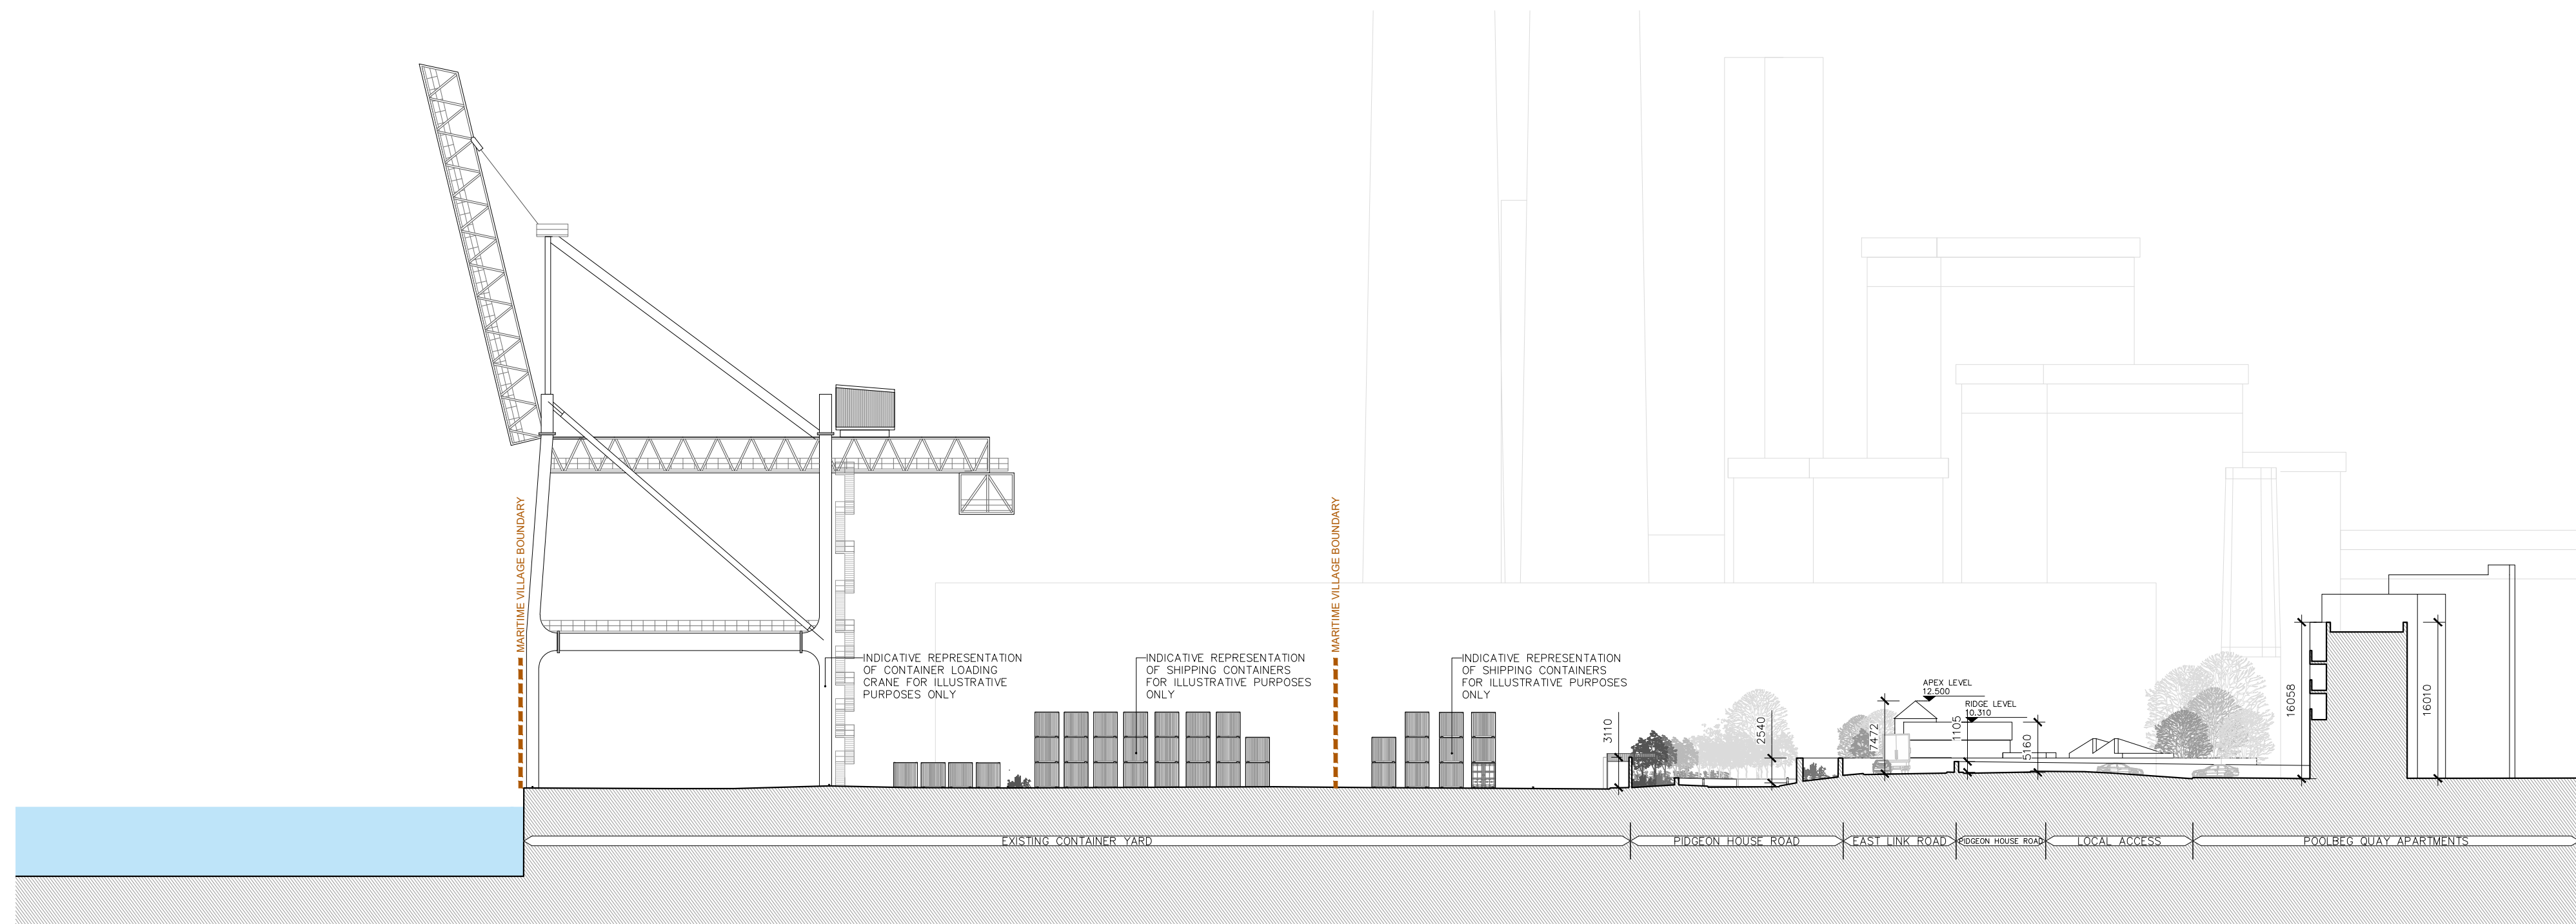 MARITIME VILLAGE BOUNDARY
MARITIME VILLAGE BOUNDARY
INDICATIVE REPRESENTATION
OF CONTAINER LOADING
CRANE FOR ILLUSTRATIVE
PURPOSES ONLY
INDICATIVE REPRESENTATION
OF SHIPPING CONTAINERS
FOR ILLUSTRATIVE PURPOSES
ONLY
INDICATIVE REPRESENTATION
OF SHIPPING CONTAINERS
FOR ILLUSTRATIVE PURPOSES
ONLY
3110
2540
7472
APEX LEVEL
12.500
RIDGE LEVEL
10.310
1105
5160
16058
16010
EXISTING CONTAINER YARD
PIDGEON HOUSE ROAD
EAST LINK ROAD
PIDGEON HOUSE ROAD
LOCAL ACCESS
POOLBEG QUAY APARTMENTS